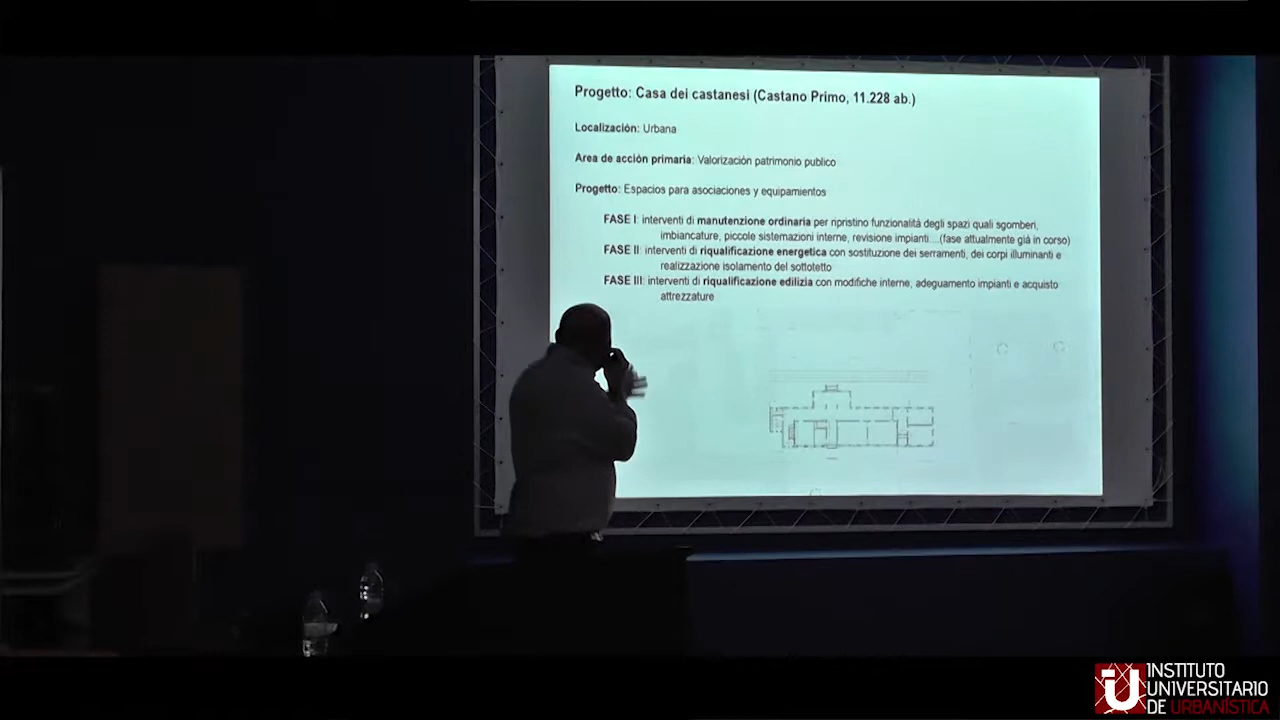 Progetto: Casa dei castanesi (Castano Primo, 11.228 ab.)
Localización: Urbana
Area de acción primaria: Valorización patrimonio publico
Progetto: Espacios para asociaciones y equipamientos
FASE I: interventi di manutenzione ordinaria per ripristino funzionalità degli spazi quali sgomberi,
imbiancature, piccole sistemazioni interne, revisione impianti ...(fase attualmente già in corso)
FASE II: interventi di riqualificazione energetica con sostituzione dei serramenti, dei corpi illuminanti e
realizzazione isolamento del sottotetto
FASE III: interventi di riqualificazione edilizia con modifiche interne, adeguamento impianti e acquisto
attrezzature
INSTITUTO
UNIVERSITARIO
DE URBANÍSTICA